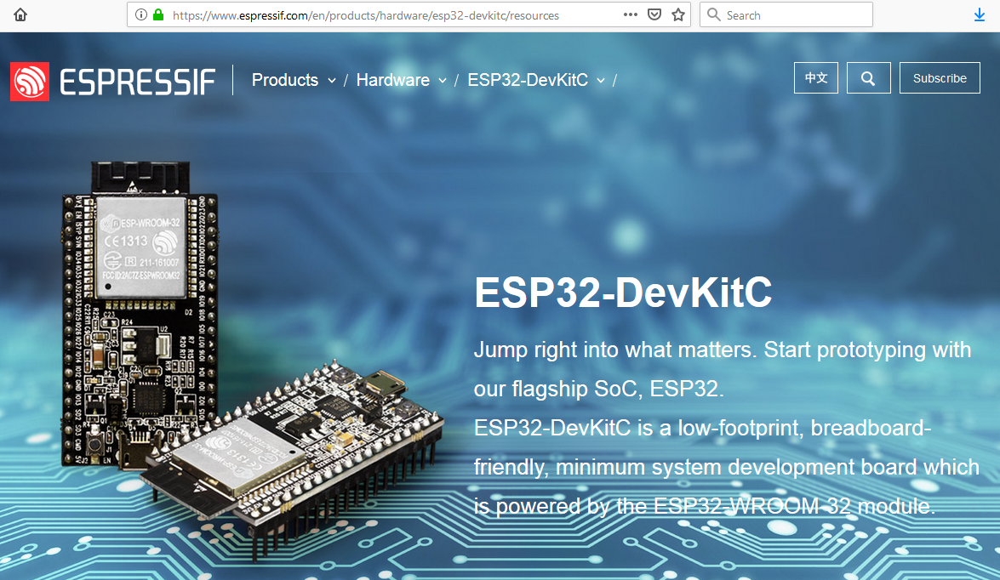 https://www.espressif.com/en/products/hardware/esp32-devkitc/resources
Search
ESPRESSIF
Products / Hardware / ESP32-DevKitC /
中文
Subscribe
ESP-WROOM-32
CE1313
R 211-161007
FCC ID:2AC7Z-ESPWROOM32
ESP32-DevKitC
Jump right into what matters. Start prototyping with
our flagship SoC, ESP32.
ESP32-DevKitC is a low-footprint, breadboard-
friendly, minimum system development board which
is powered by the ESP32-WROOM-32 module.